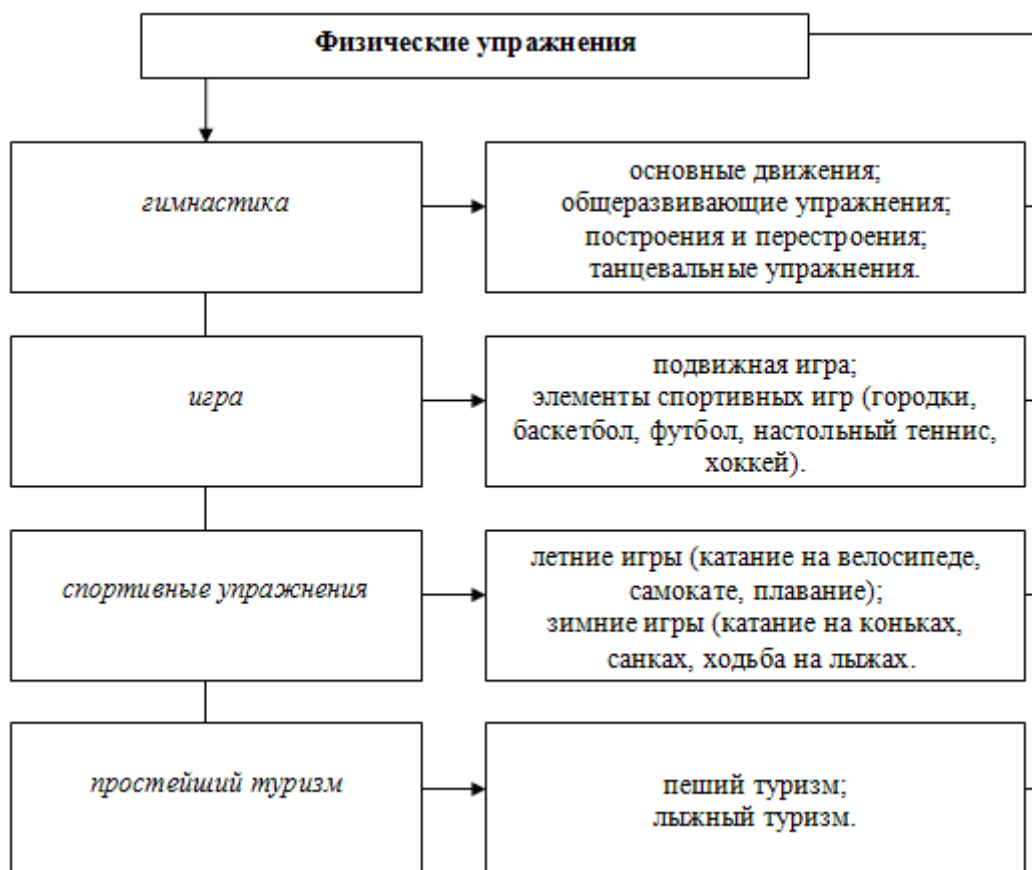 Физические упражнения
гимнастика
основные движения;
общеразвивающие упражнения;
построения и перестроения;
танцевальные упражнения.
игра
подвижная игра;
элементы спортивных игр (городки,
баскетбол, футбол, настольный теннис,
хоккей).
спортивные упражнения
летние игры (катание на велосипеде,
самокате, плавание);
зимние игры (катание на коньках,
санках, ходьба на лыжах.
простейший туризм
пеший туризм;
лыжный туризм.